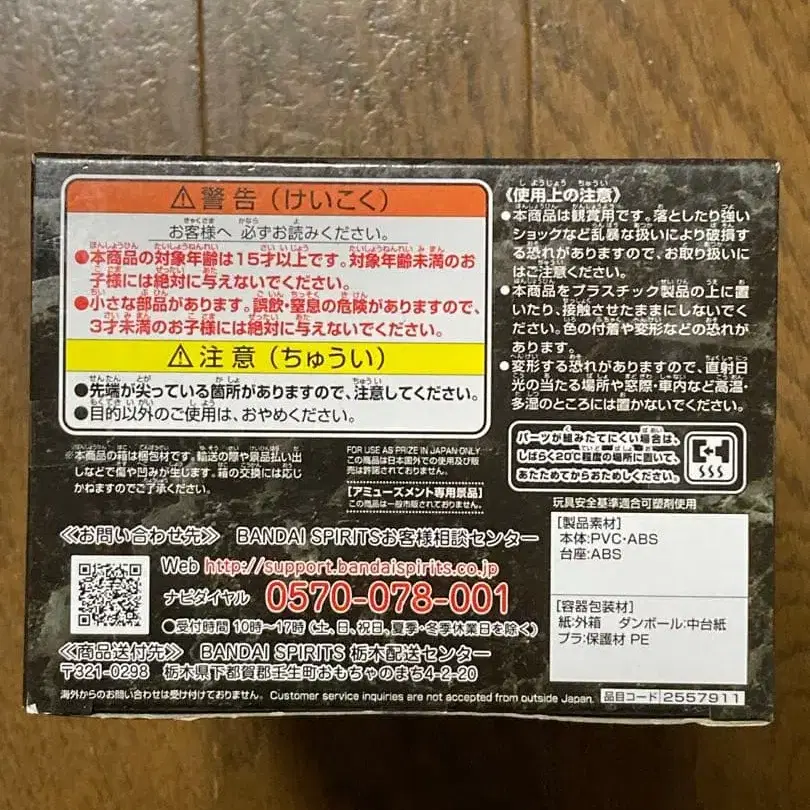 ⚠警告（けいこく）
お客様へ 必ずお読みください。
●本商品の対象年齢は15才以上です。対象年齢未満のお
子様には絶対に与えないでください。
●小さな部品があります。誤飲・窒息の危険がありますので、
3才未満のお子様には絶対に与えないでください。
⚠注意（ちゅうい）
●先端が尖っている箇所がありますので、注意してください。
●目的以外のご使用は、おやめください。
※本商品の箱は梱包材です。輸送の際や景品払い出
しなどで傷や凹みが生じます。箱の交換には応じ
かねますのでご了承ください。
FOR USE AS PRIZE IN JAPAN ONLY
この商品は日本国外での使用及び販
売は許諾されておりません。
【アミューズメント専用景品】
この商品は一般市販されておりません。
《使用上の注意》
●本商品は観賞用です。落としたり強い
ショックなど乱暴な扱いにより破損す
る恐れがありますので、お取り扱いに
はご注意ください。
●本商品をプラスチック製品の上に置
いたり、接触させたままにしないでくだ
さい。色の付着や変形などの恐れが
あります。
●変形する恐れがありますので、直射日
光の当たる場所や窓際・車内など高温・
多湿のところには置かないでください。
パーツが組みたてにくい場合は、
しばらく20℃程度の場所に置いて、
あたためてからおためしください。
玩具安全基準適合可塑剤使用
［製品素材］
本体:PVC・ABS
台座:ABS
［容器包装材］
紙:外箱 ダンボール:中台紙
プラ:保護材 PE
《お問い合わせ先》 BANDAI SPIRITSお客様相談センター
Web http://support.bandaispirits.co.jp
ナビダイヤル 0570-078-001
●受付時間 10時〜17時（土、日、祝日、夏季・冬季休業日を除く）
《商品送付先》 BANDAI SPIRITS 栃木配送センター
〒321-0298 栃木県下都賀郡壬生町おもちゃのまち4-2-20
海外からのお問い合わせは受け付けておりません。 Customer service inquiries are not accepted from outside Japan.
品目コード 2557911